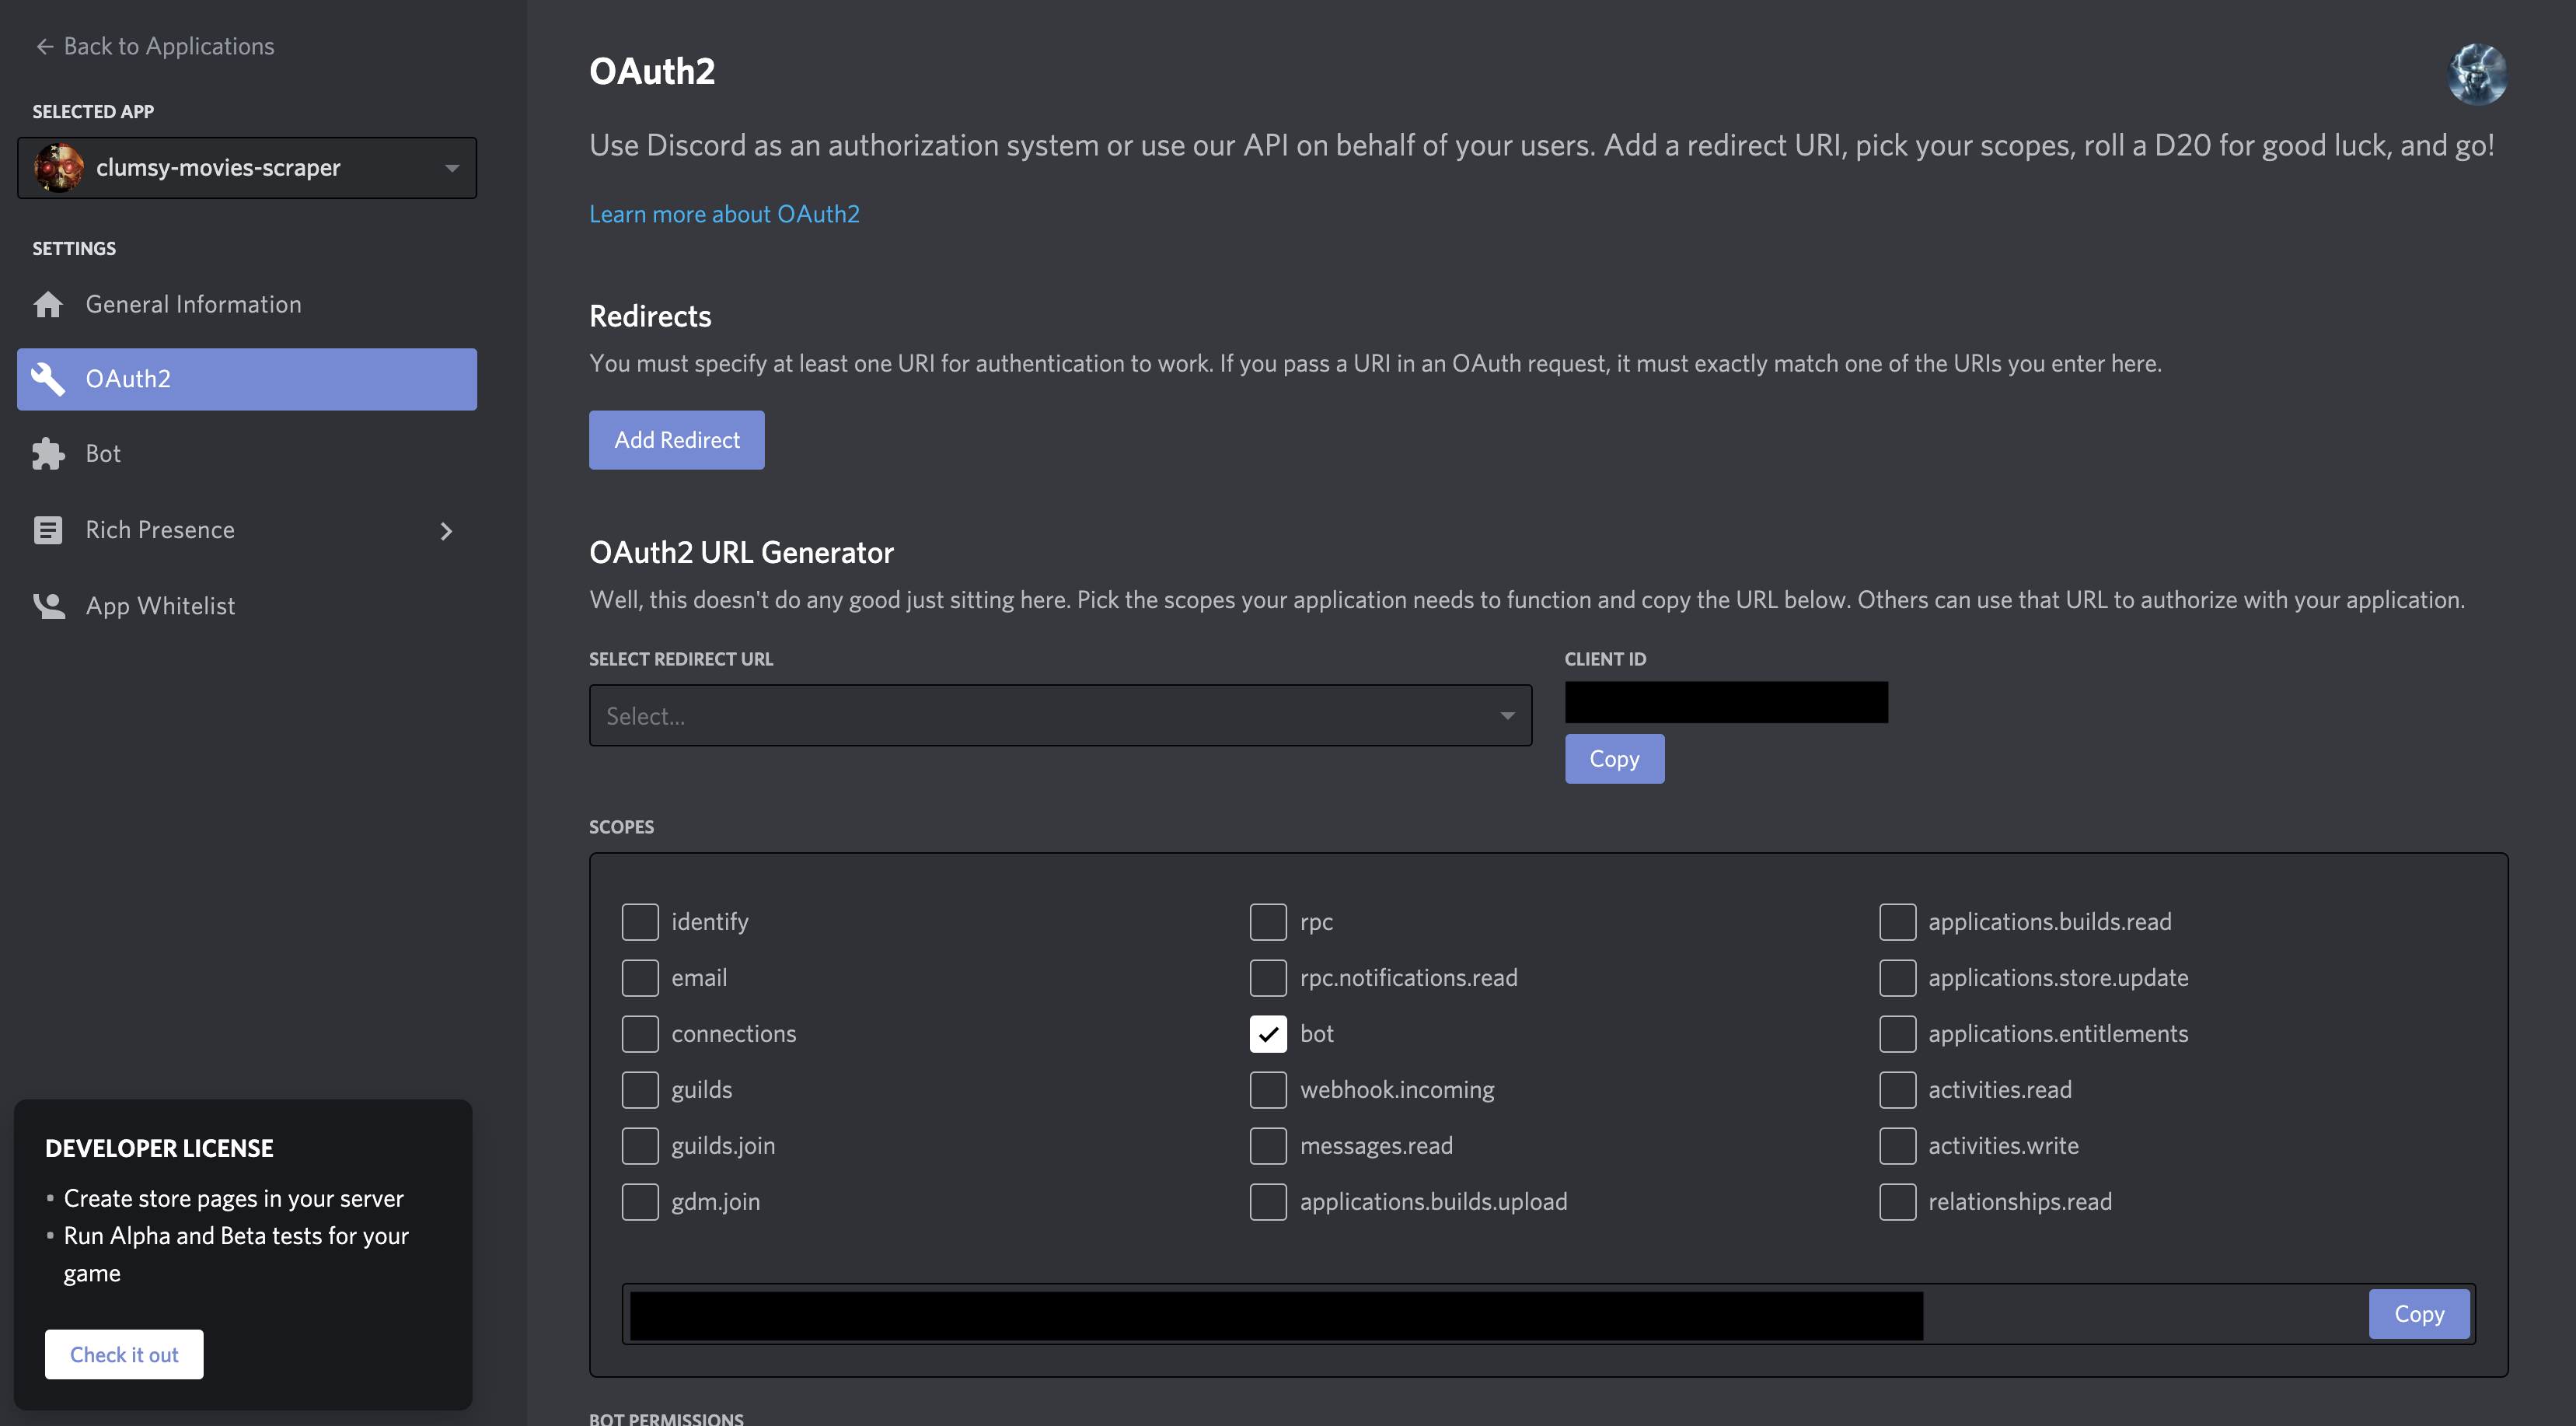 Back to Applications
SELECTED APP
clumsy-movies-scraper
SETTINGS
General Information
OAuth2
Bot
Rich Presence
App Whitelist
DEVELOPER LICENSE
• Create store pages in your server
• Run Alpha and Beta tests for your
game
Check it out
OAuth2
Use Discord as an authorization system or use our API on behalf of your users. Add a redirect URI, pick your scopes, roll a D20 for good luck, and go!
Learn more about OAuth2
Redirects
You must specify at least one URI for authentication to work. If you pass a URI in an OAuth request, it must exactly match one of the URIs you enter here.
Add Redirect
OAuth2 URL Generator
Well, this doesn't do any good just sitting here. Pick the scopes your application needs to function and copy the URL below. Others can use that URL to authorize with your application.
SELECT REDIRECT URL
Select...
CLIENT ID
Copy
SCOPES
identify
email
connections
guilds
guilds.join
gdm.join
rpc
rpc.notifications.read
bot
webhook.incoming
messages.read
applications.builds.upload
applications.builds.read
applications.store.update
applications.entitlements
activities.read
activities.write
relationships.read
Copy
BOT PERMISSIONS